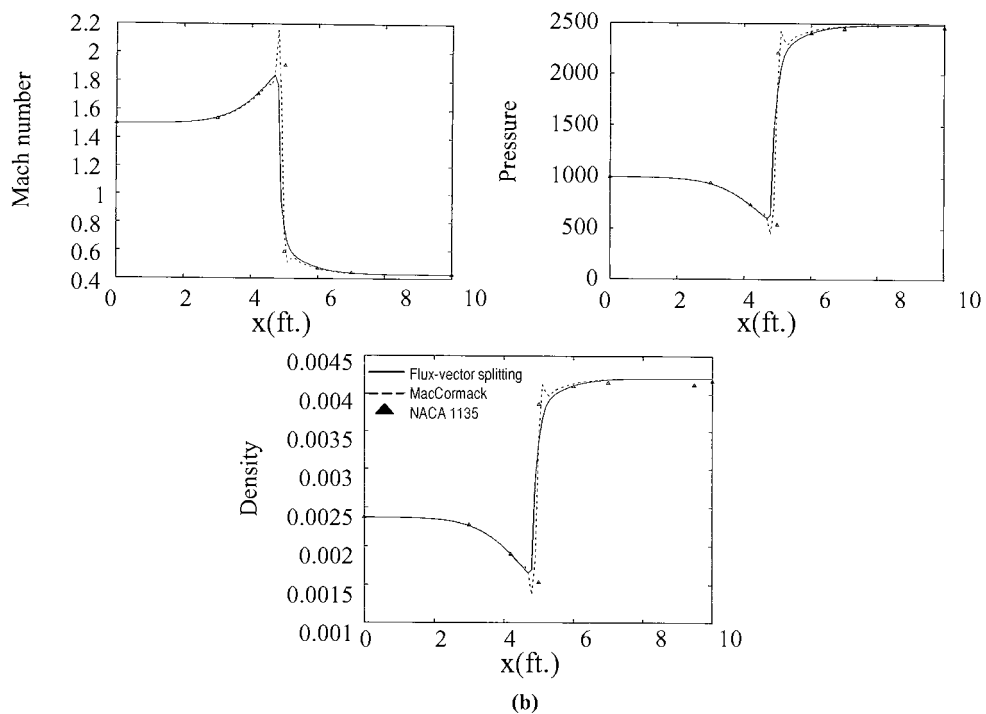 2.2
2
1.8
1.6
1.4
1.2
1
0.8
0.6
0.4
Mach number
0 2 4 6 8 10
x(ft.)
2500
2000
2500
1500
1000
500
0
Pressure
0 2 4 6 8 10
x(ft.)
0.0045
0.004
0.0035
0.003
0.0025
0.002
0.0015
0.001
Density
Flux-vector splitting
MacCormack
NACA 1135
0 2 4 6 8 10
x(ft.)
(b)